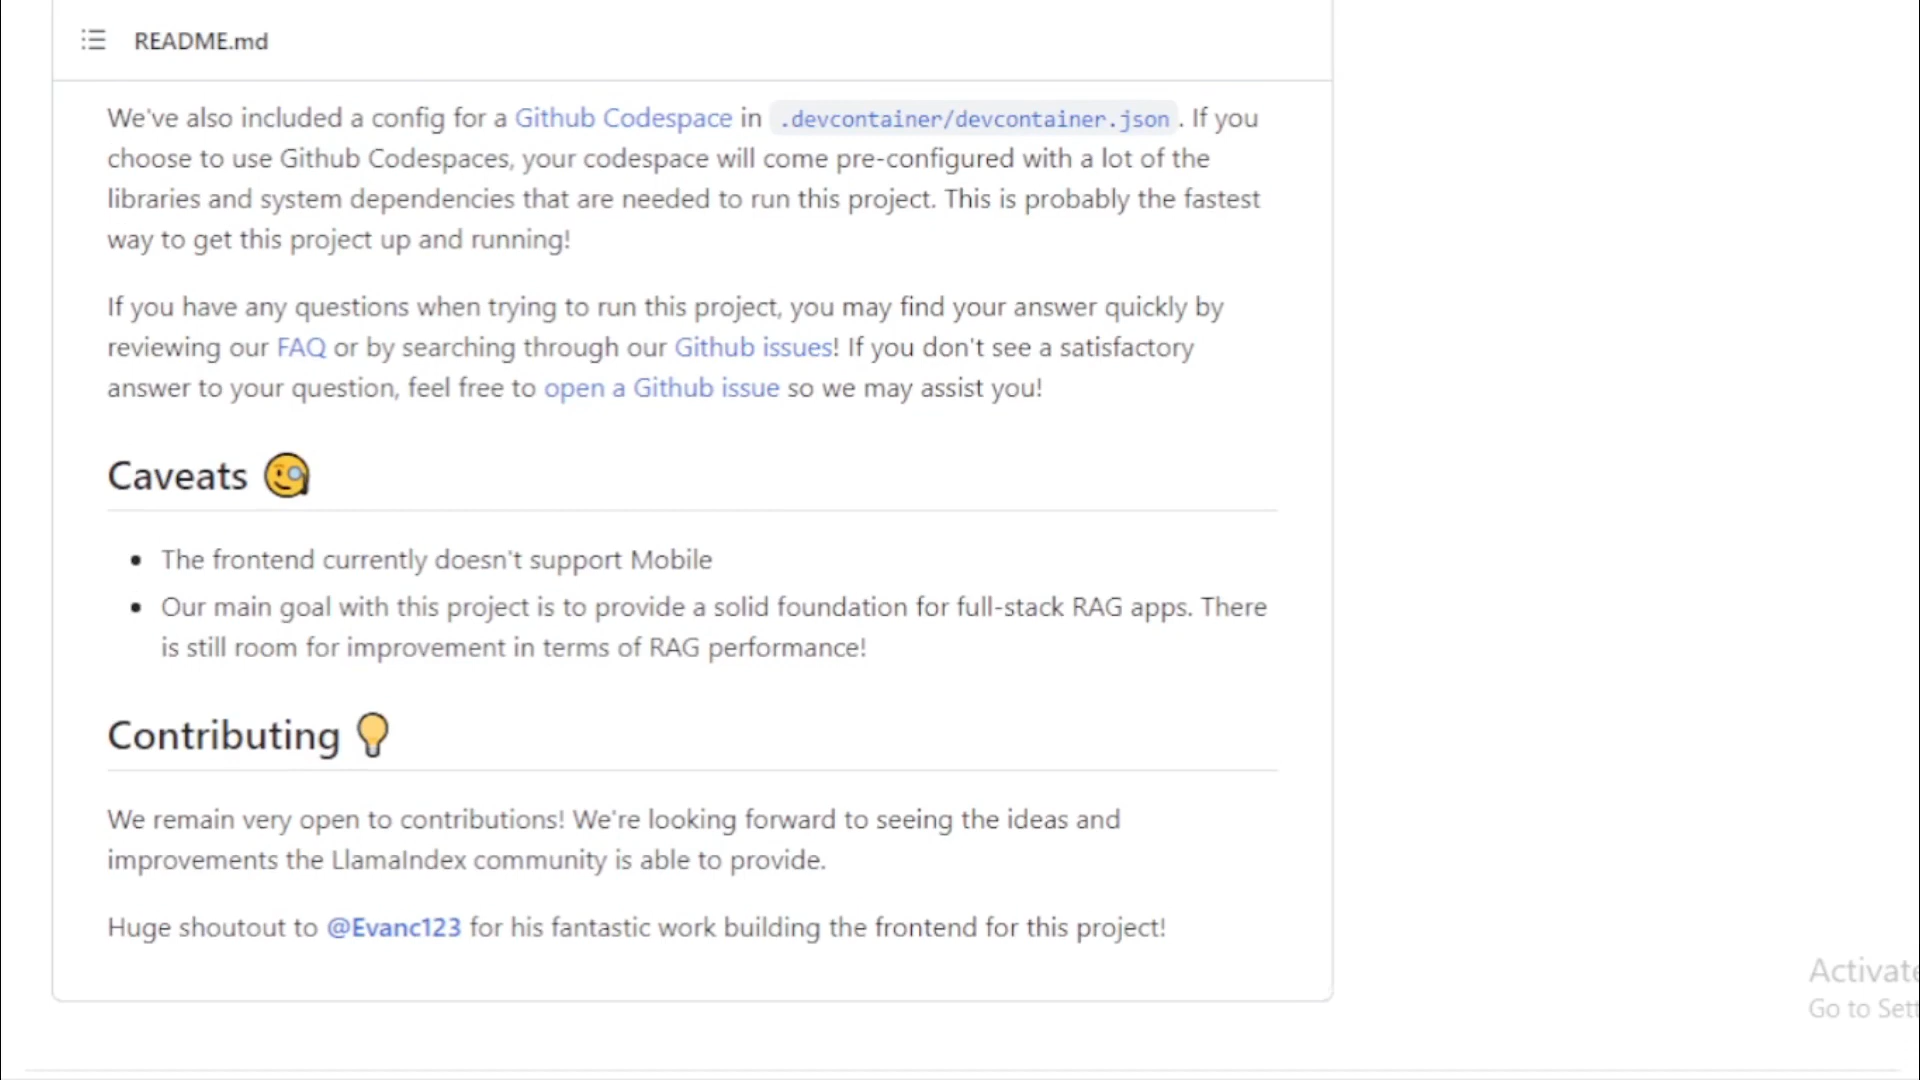 README.md
We've also included a config for a Github Codespace in .devcontainer/devcontainer.json. If you
choose to use Github Codespaces, your codespace will come pre-configured with a lot of the
libraries and system dependencies that are needed to run this project. This is probably the fastest
way to get this project up and running!
If you have any questions when trying to run this project, you may find your answer quickly by
reviewing our FAQ or by searching through our Github issues! If you don't see a satisfactory
answer to your question, feel free to open a Github issue so we may assist you!
Caveats
The frontend currently doesn't support Mobile
Our main goal with this project is to provide a solid foundation for full-stack RAG apps. There
is still room for improvement in terms of RAG performance!
Contributing
We remain very open to contributions! We're looking forward to seeing the ideas and
improvements the LlamaIndex community is able to provide.
Huge shoutout to @Evanc123 for his fantastic work building the frontend for this project!
Activate
Go to Sett